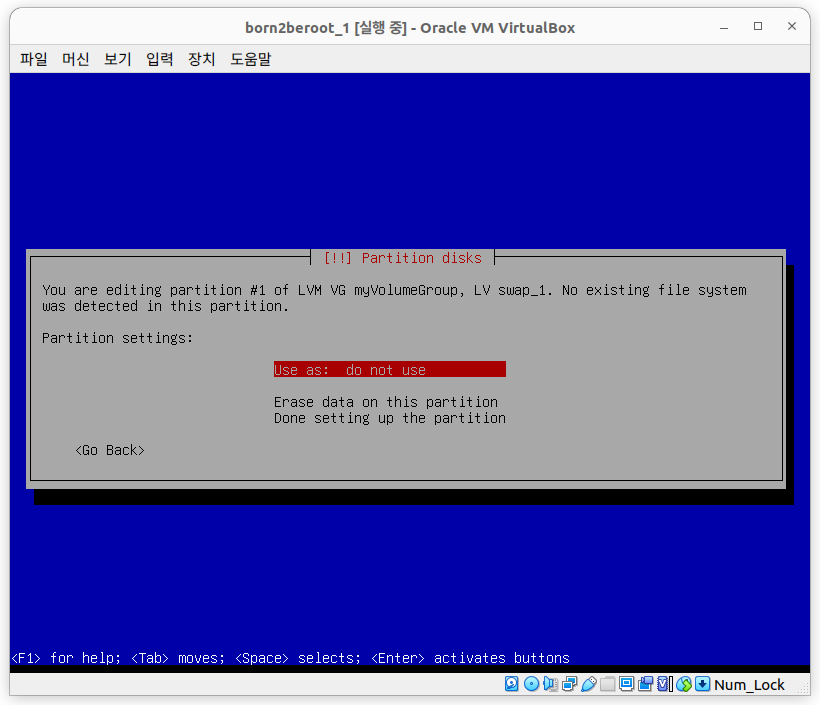 born2beroot_1 [실행 중] - Oracle VM VirtualBox
파일 머신 보기 입력 장치 도움말
[!!] Partition disks
You are editing partition #1 of LVM VG myVolumeGroup, LV swap_1. No existing file system
was detected in this partition.
Partition settings:
Use as: do not use
Erase data on this partition
Done setting up the partition
<Go Back>
<F1> for help; <Tab> moves; <Space> selects; <Enter> activates buttons
Num_Lock